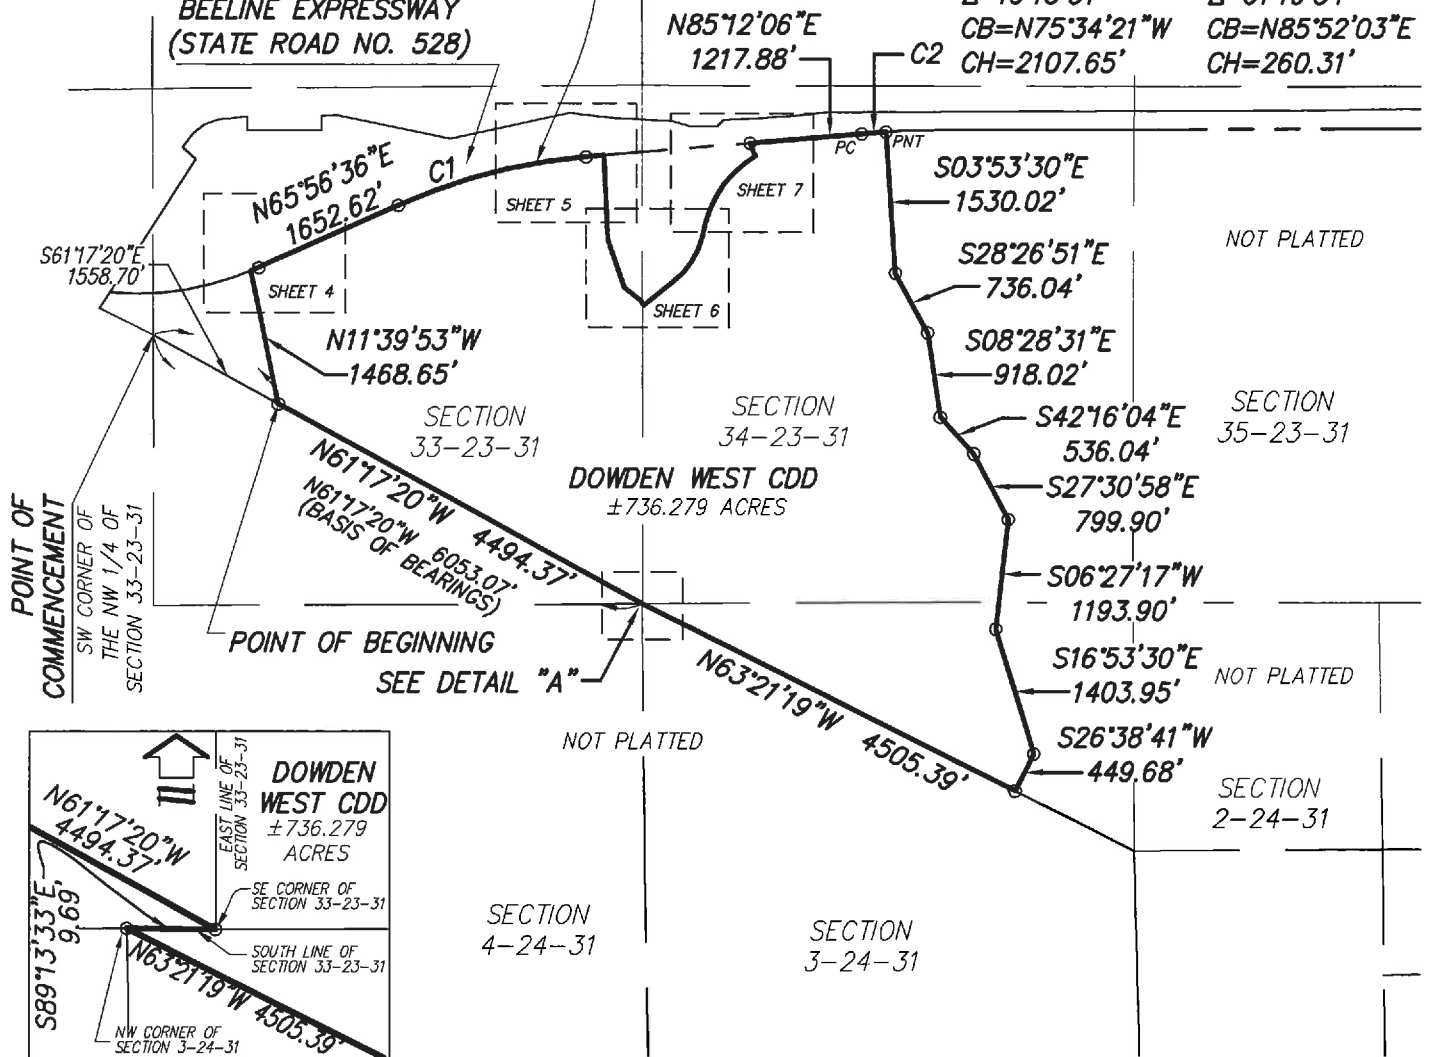 BEELINE EXPRESSWAY
(STATE ROAD NO. 528)
N85°12'06"E
1217.88'
C2
CB=N75°34'21"W
CH=2107.65'
CB=N85°52'03"E
CH=260.31'
PC
PNT
N65°56'36"E
1652.62'
C1
SHEET 5
SHEET 7
S03°53'30"E
1530.02'
NOT PLATTED
S61°17'20"E
1558.70'
SHEET 4
SHEET 6
S28°26'51"E
736.04'
N11°39'53"W
1468.65'
S08°28'31"E
918.02'
SECTION
33-23-31
SECTION
34-23-31
SECTION
35-23-31
S42°16'04"E
536.04'
DOWDEN WEST CDD
±736.279 ACRES
N61°17'20"W 4494.37'
N61°17'20"W 6053.07'
(BASIS OF BEARINGS)
S27°30'58"E
799.90'
POINT OF
COMMENCEMENT
SW CORNER OF
THE NW 1/4 OF
SECTION 33-23-31
S06°27'17"W
1193.90'
POINT OF BEGINNING
SEE DETAIL "A"
N63°21'19"W 4505.39'
S16°53'30"E
1403.95'
NOT PLATTED
NOT PLATTED
S26°38'41"W
449.68'
SECTION
2-24-31
SECTION
4-24-31
SECTION
3-24-31
N61°17'20"W
4494.37'
EAST LINE OF
SECTION 33-23-31
DOWDEN
WEST CDD
±736.279
ACRES
SE CORNER OF
SECTION 33-23-31
S89°13'33"E,
9.69'
SOUTH LINE OF
SECTION 33-23-31
N63°21'19"W 4505.39'
NW CORNER OF
SECTION 3-24-31